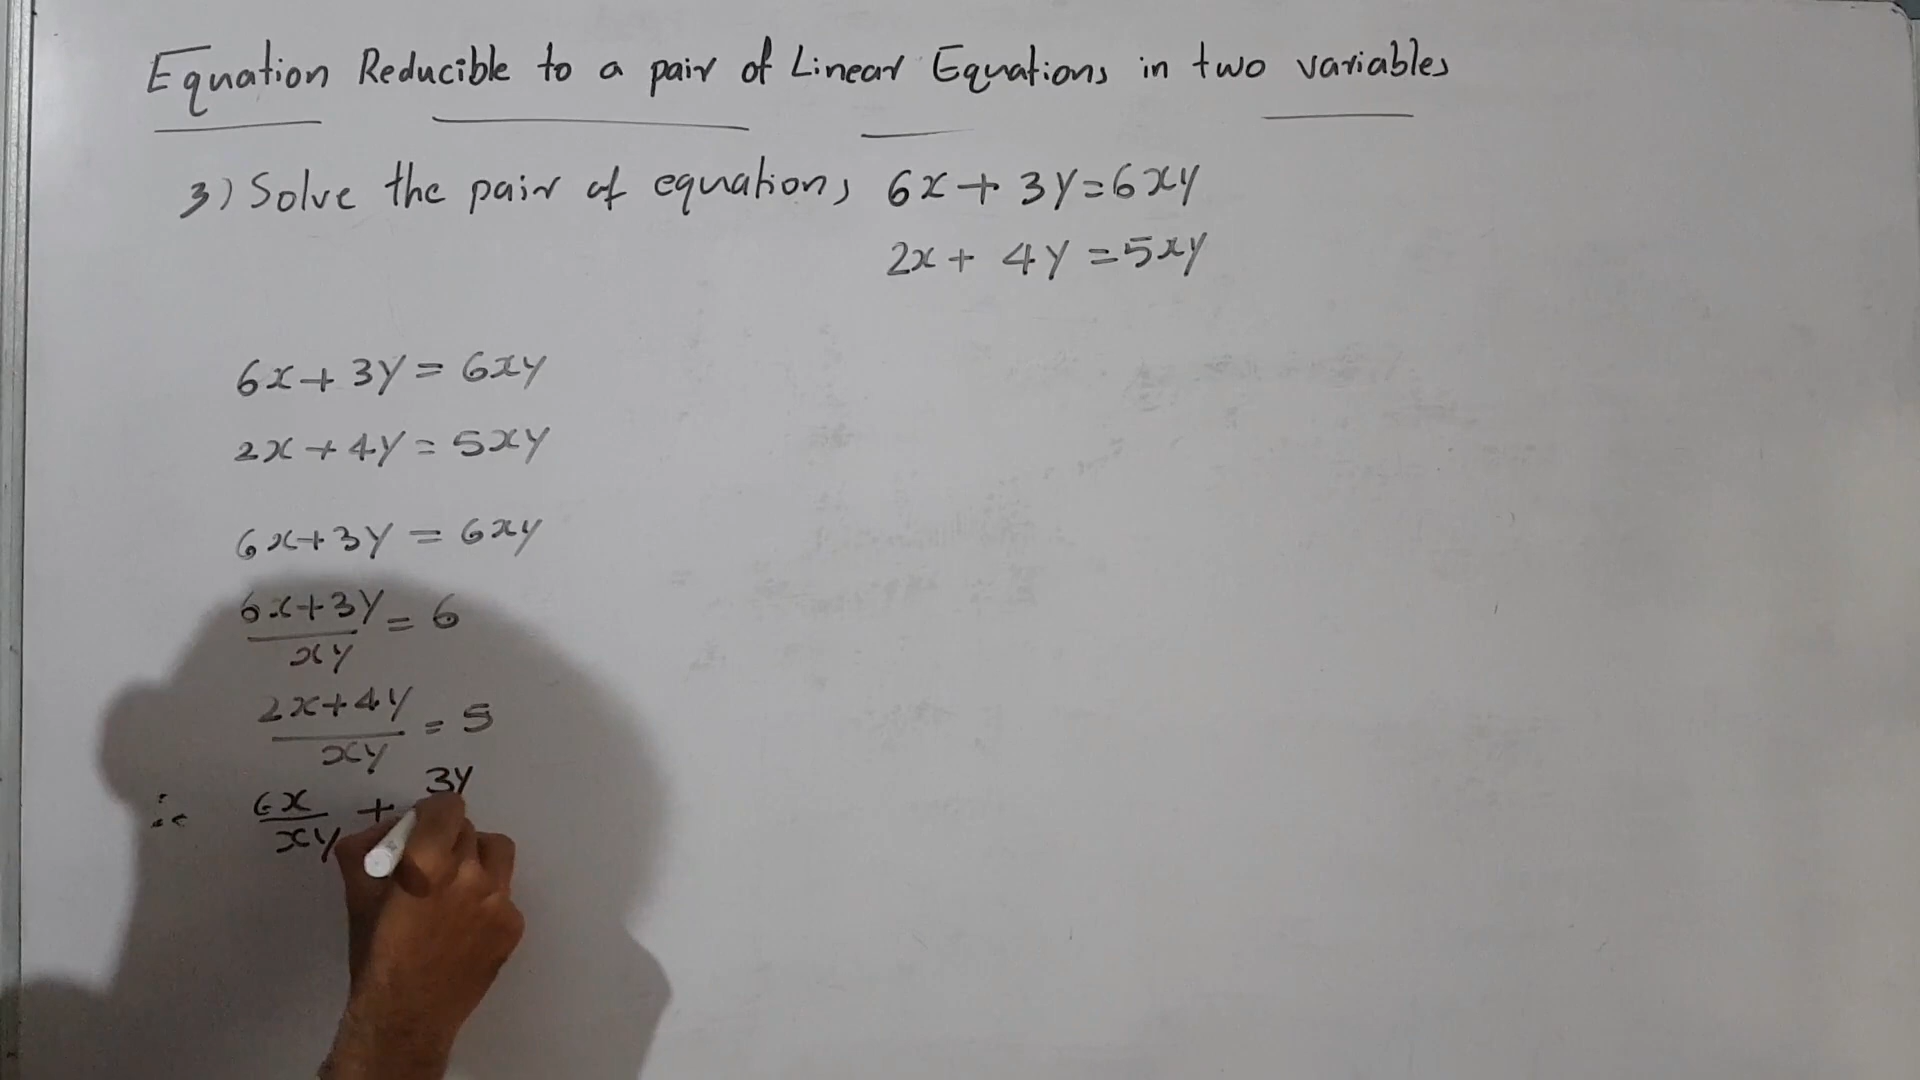 Equation Reducible to a pair of Linear Equations in two variables
3) Solve the pair of equations 6x + 3y = 6xy
2x + 4y = 5xy
6x + 3y = 6xy
2x + 4y = 5xy
6x + 3y = 6xy
6x + 3y = 6
xy
2x + 4y = 5
xy
∴ 6x + 3y
xy